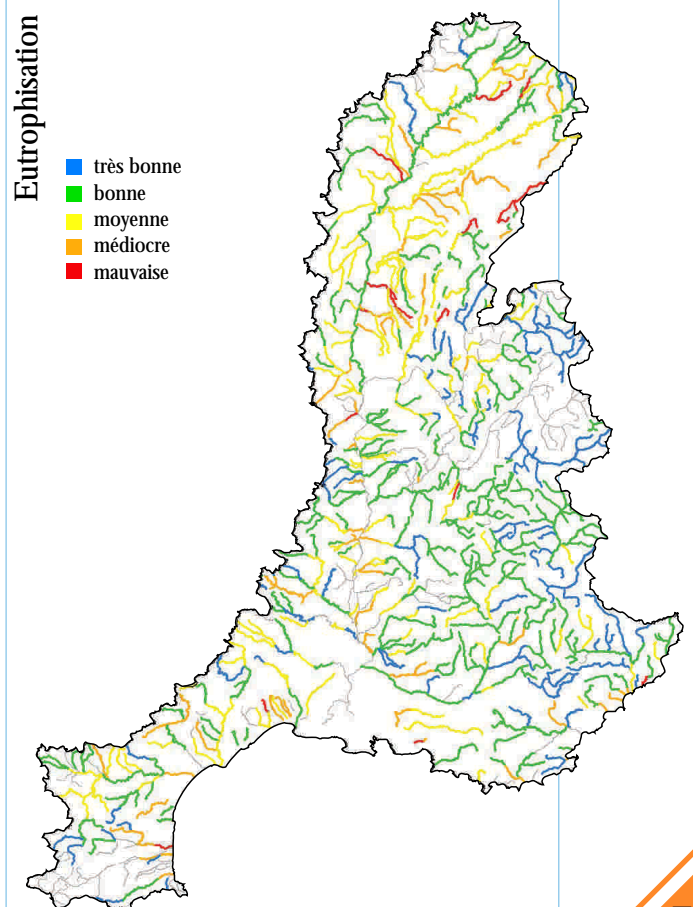 Eutrophisation
très bonne
bonne
moyenne
médiocre
mauvaise